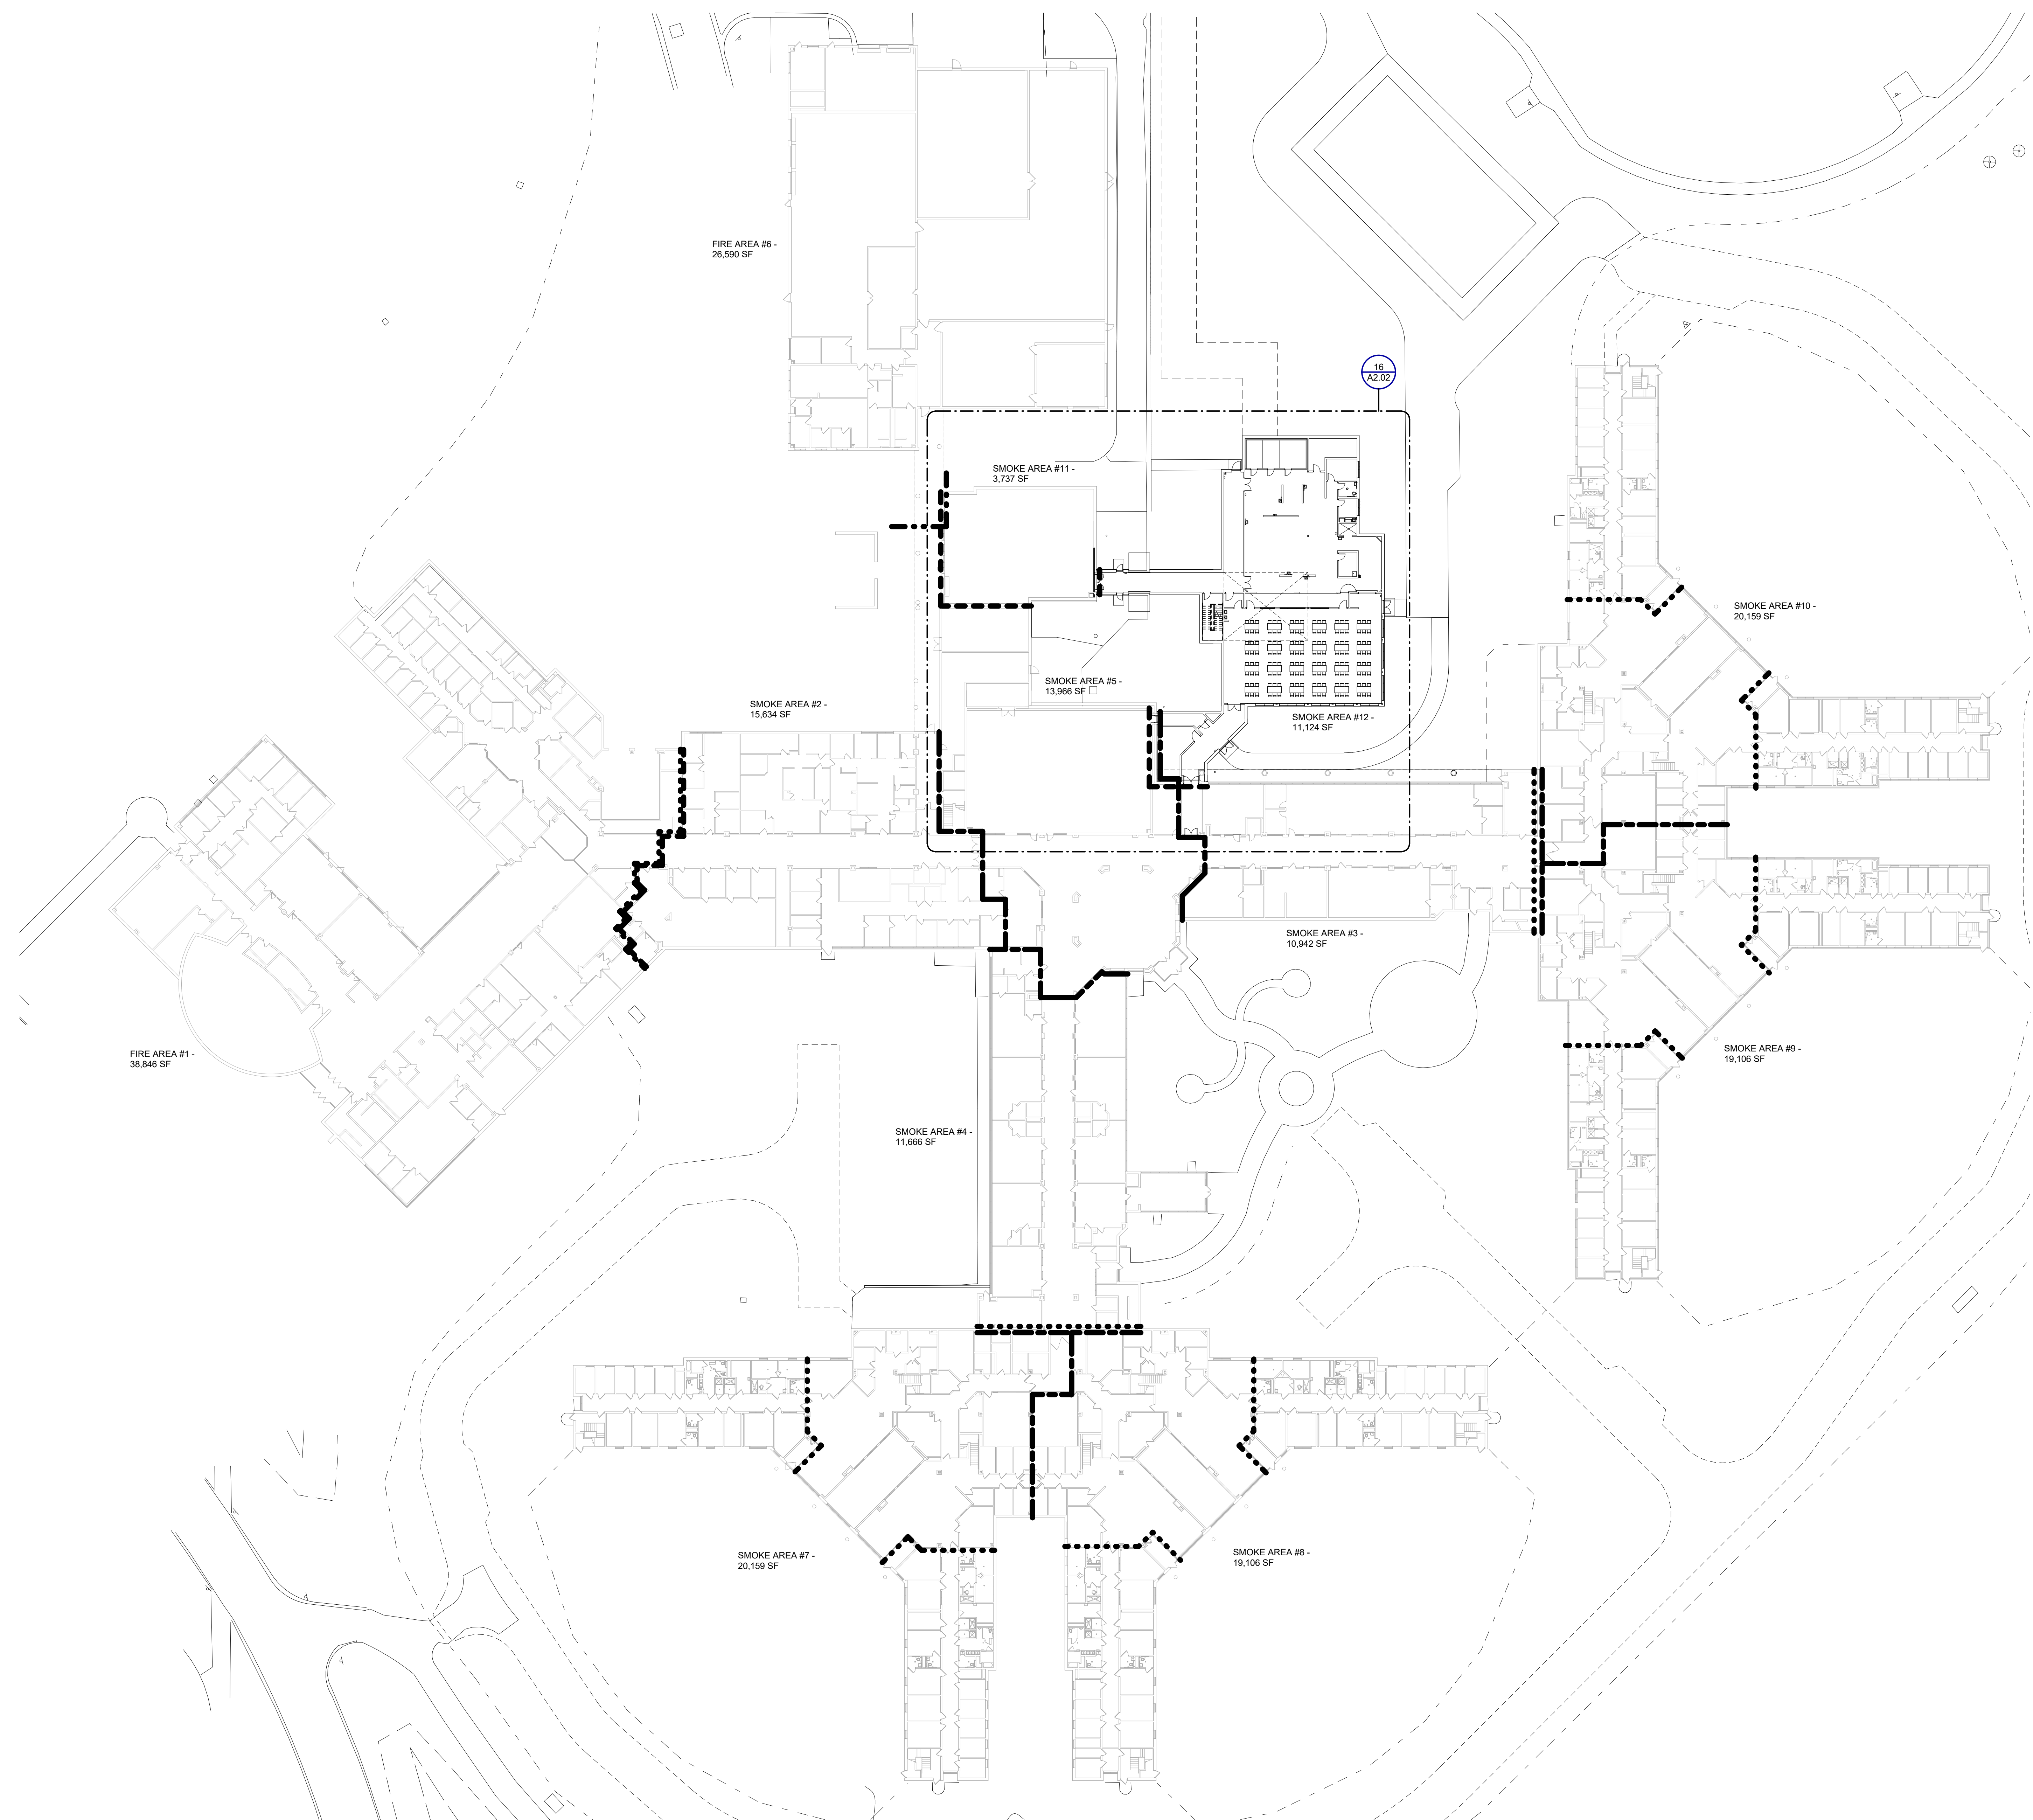 FIRE AREA #6 -
26,590 SF
16
A2.02
SMOKE AREA #11 -
3,737 SF
SMOKE AREA #10 -
20,159 SF
SMOKE AREA #5 -
13,966 SF
SMOKE AREA #2 -
15,634 SF
SMOKE AREA #12 -
11,124 SF
SMOKE AREA #3 -
10,942 SF
FIRE AREA #1 -
38,846 SF
SMOKE AREA #9 -
19,106 SF
SMOKE AREA #4 -
11,666 SF
SMOKE AREA #7 -
20,159 SF
SMOKE AREA #8 -
19,106 SF